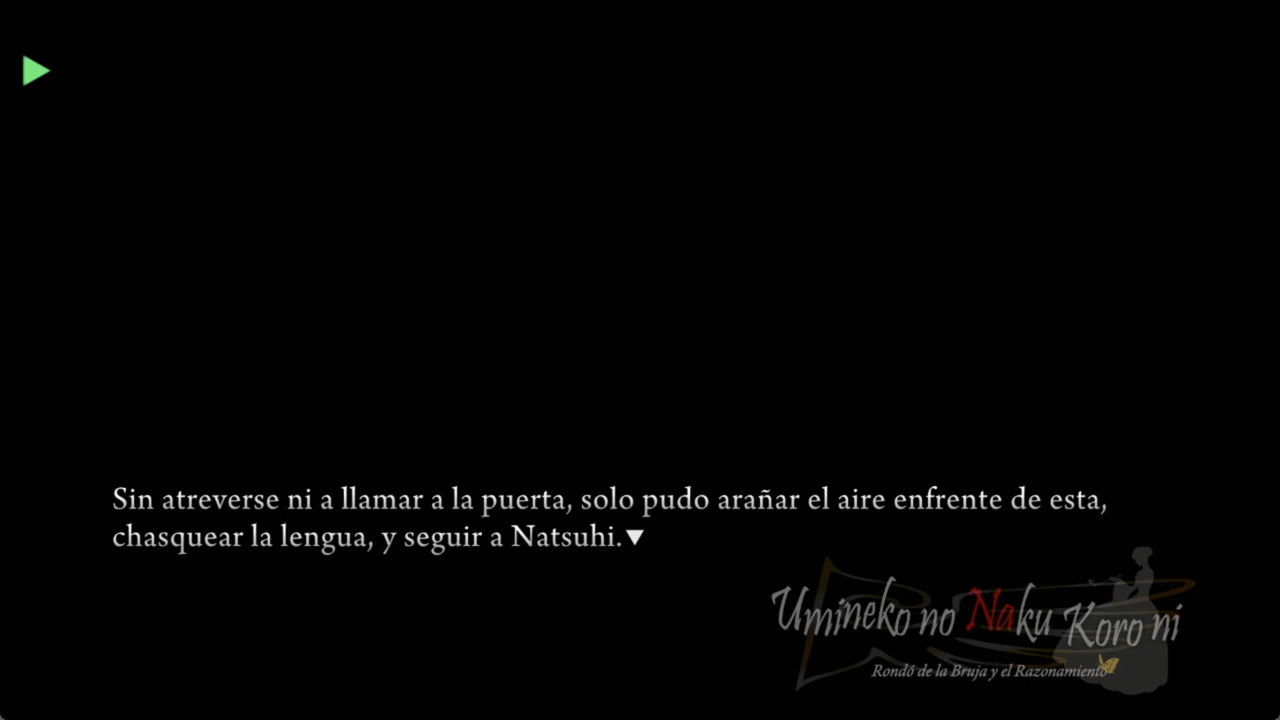 Sin atreverse ni a llamar a la puerta, solo pudo arañar el aire enfrente de esta,
chasquear la lengua, y seguir a Natsuhi.▼
Umineko no Naku Koro ni
Rondó de la Bruja y el Razonamiento